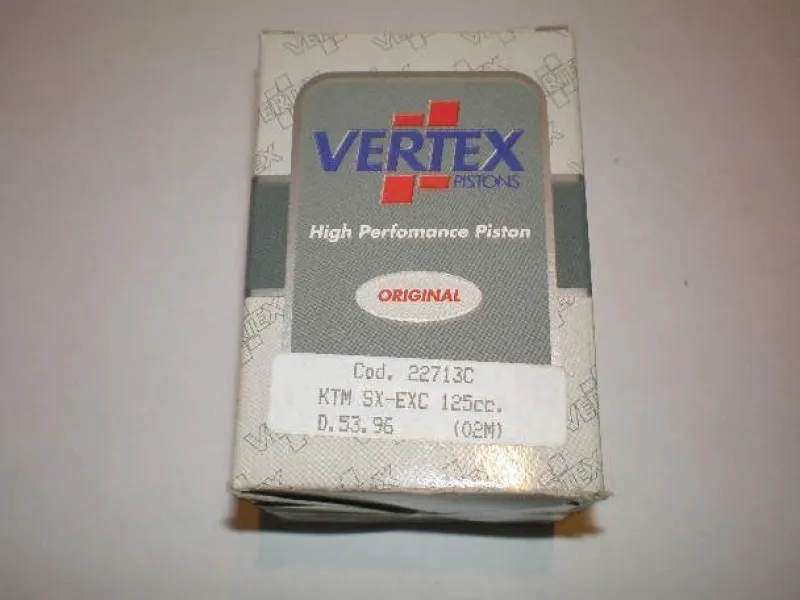 VERTEX
PISTONS
High Perfomance Piston
ORIGINAL
Cod. 22713C
KTM SX-EXC 125cc.
D.53.96 (02M)